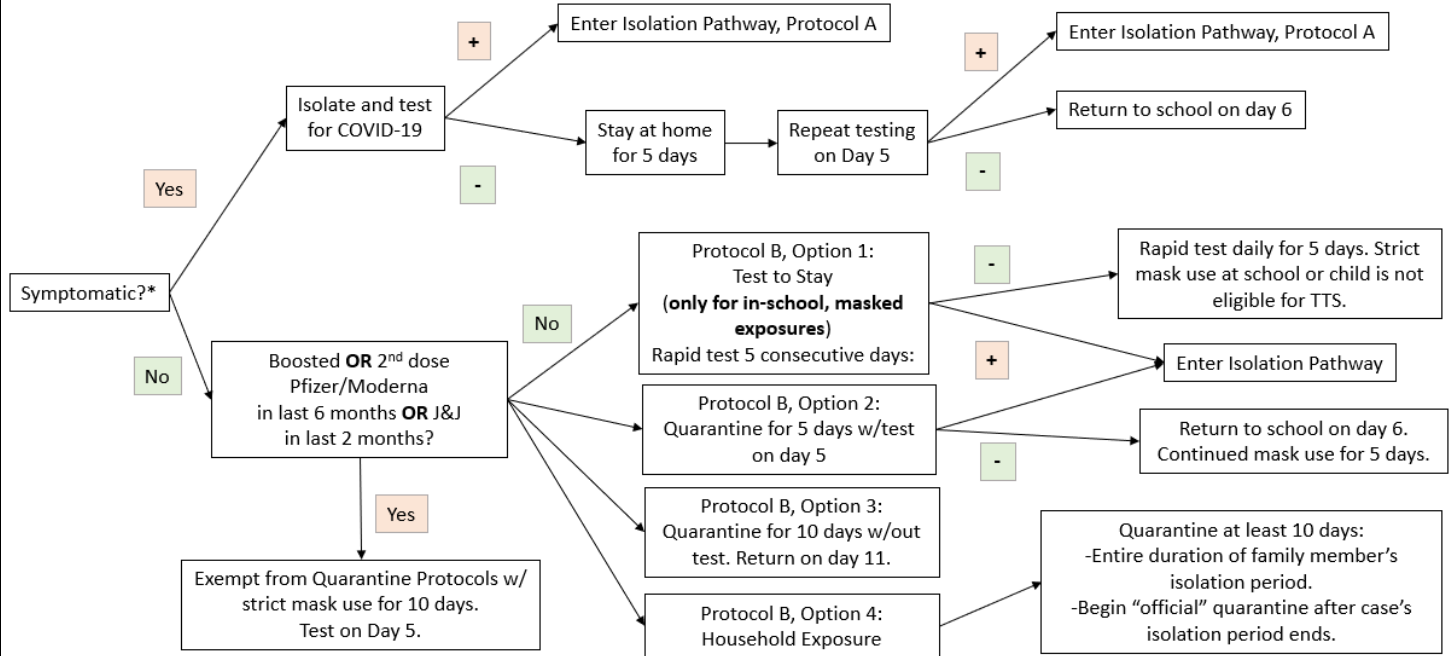 Symptomatic?*
Yes
No
Isolate and test
for COVID-19
+
-
Enter Isolation Pathway, Protocol A
Stay at home
for 5 days
Repeat testing
on Day 5
+
-
Enter Isolation Pathway, Protocol A
Return to school on day 6
Boosted OR 2nd dose
Pfizer/Moderna
in last 6 months OR J&J
in last 2 months?
Yes
Exempt from Quarantine Protocols w/
strict mask use for 10 days.
Test on Day 5.
No
Protocol B, Option 1:
Test to Stay
(only for in-school, masked
exposures)
Rapid test 5 consecutive days:
-
Rapid test daily for 5 days. Strict
mask use at school or child is not
eligible for TTS.
+
Enter Isolation Pathway
Protocol B, Option 2:
Quarantine for 5 days w/test
on day 5
-
Return to school on day 6.
Continued mask use for 5 days.
Protocol B, Option 3:
Quarantine for 10 days w/out
test. Return on day 11.
Protocol B, Option 4:
Household Exposure
Quarantine at least 10 days:
-Entire duration of family member’s
isolation period.
-Begin “official” quarantine after case’s
isolation period ends.